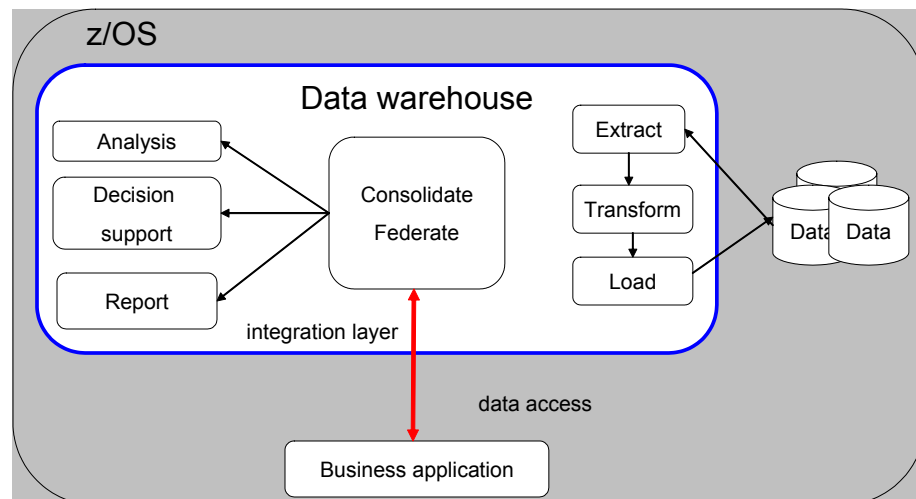 z/OS
Data warehouse
Analysis
Decision
support
Report
Consolidate
Federate
Extract
Transform
Load
Data
Data
integration layer
data access
Business application